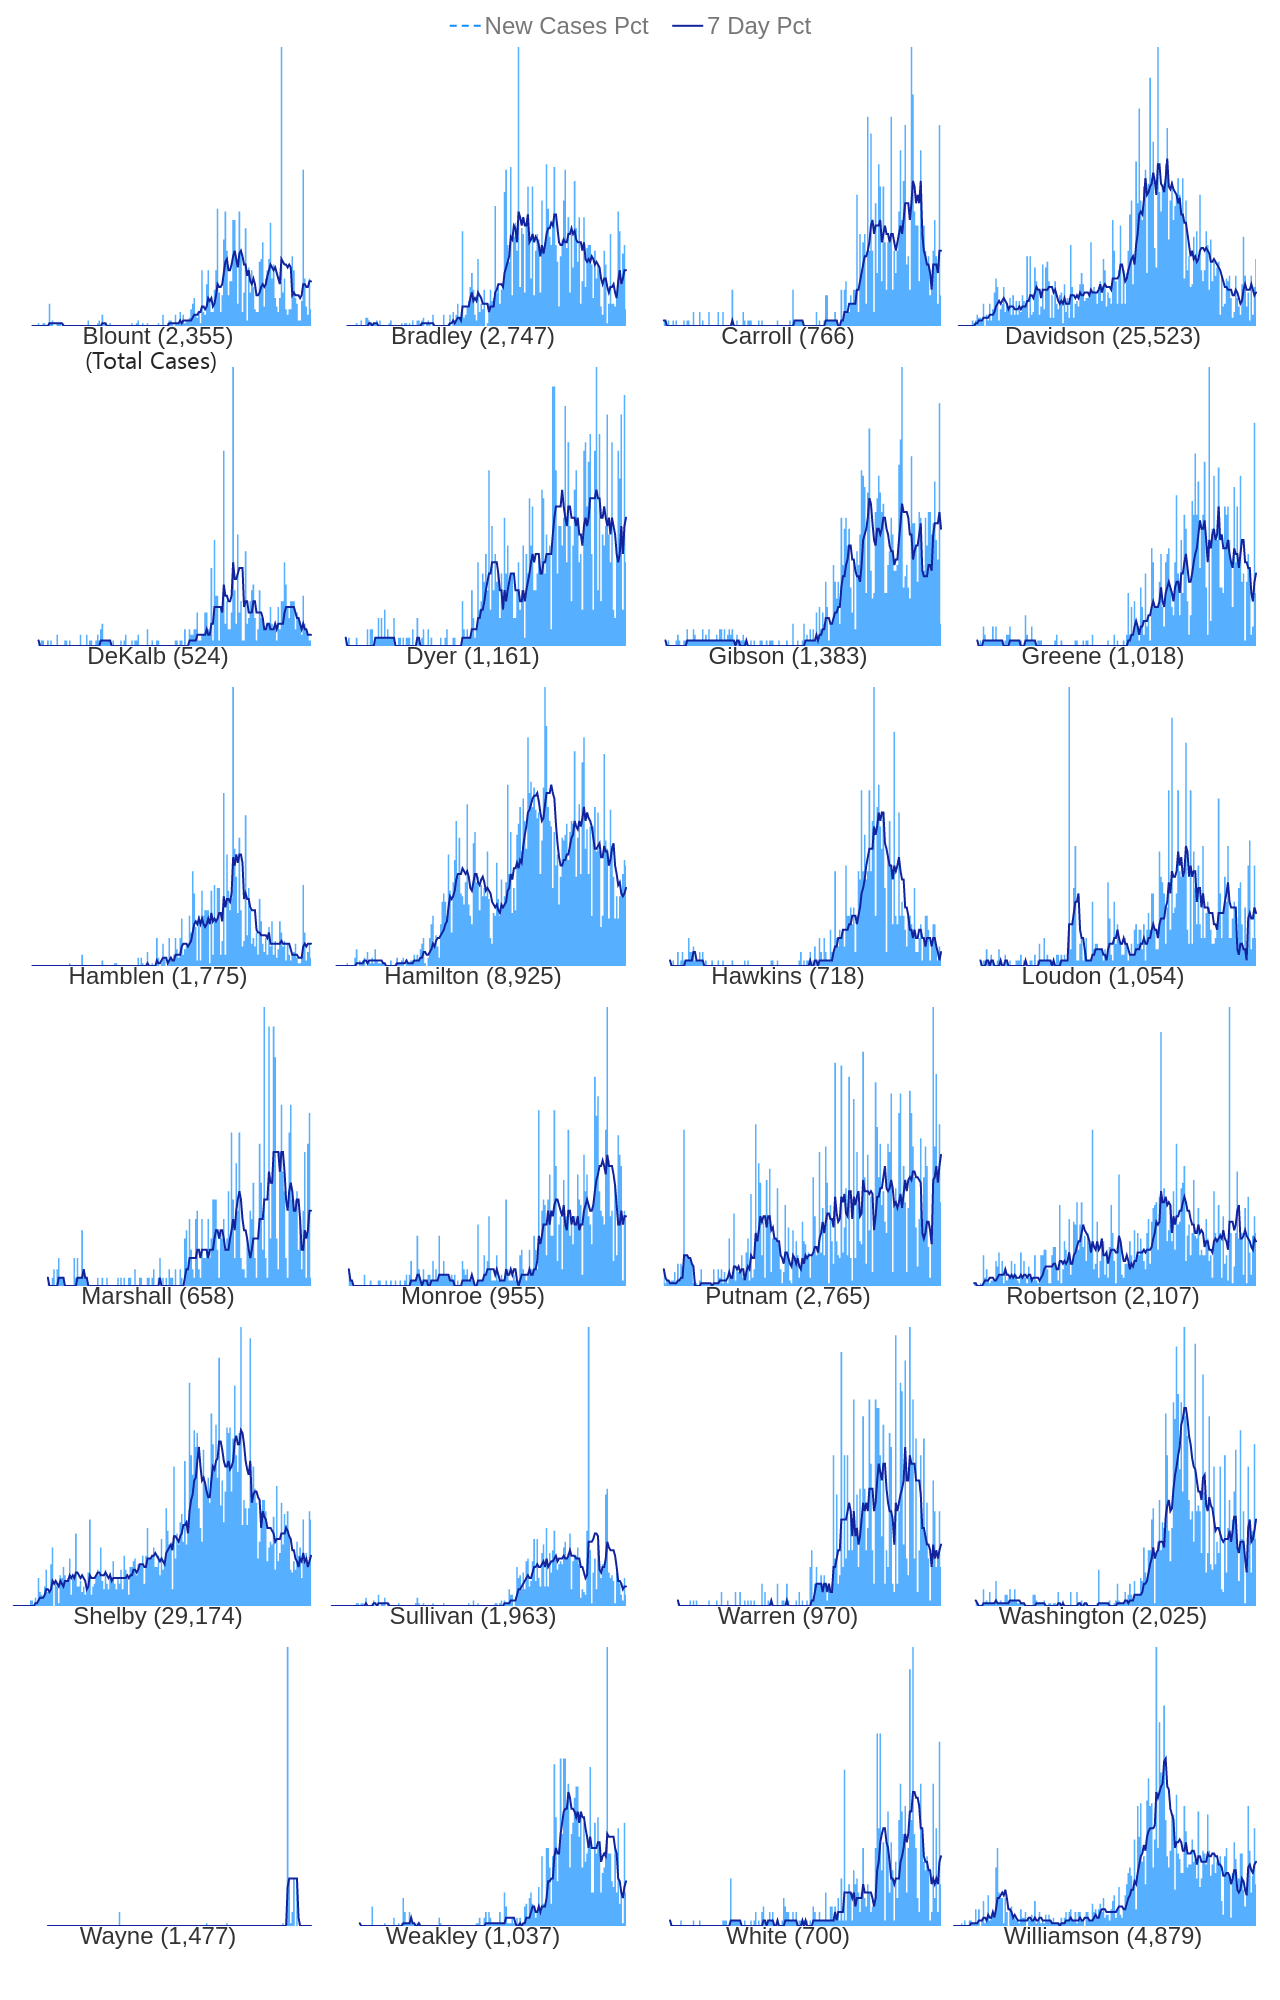 New Cases Pct 7 Day Pct
Blount (2,355) Bradley (2,747) Carroll (766) Davidson (25,523)
(Total Cases)
DeKalb (524) Dyer (1,161) Gibson (1,383) Greene (1,018)
Hamblen (1,775) Hamilton (8,925) Hawkins (718) Loudon (1,054)
Marshall (658) Monroe (955) Putnam (2,765) Robertson (2,107)
Shelby (29,174) Sullivan (1,963) Warren (970) Washington (2,025)
Wayne (1,477) Weakley (1,037) White (700) Williamson (4,879)